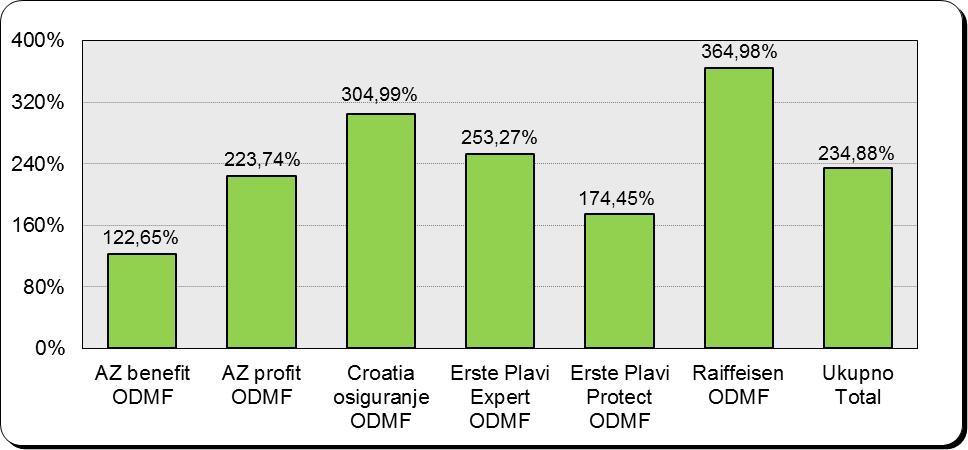 400%
320%
240%
160%
80%
0%
122,65%
223,74%
304,99%
253,27%
174,45%
364,98%
234,88%
AZ benefit
ODMF
AZ profit
ODMF
Croatia
osiguranje
ODMF
Erste Plavi
Expert
ODMF
Erste Plavi
Protect
ODMF
Raiffeisen
ODMF
Ukupno
Total